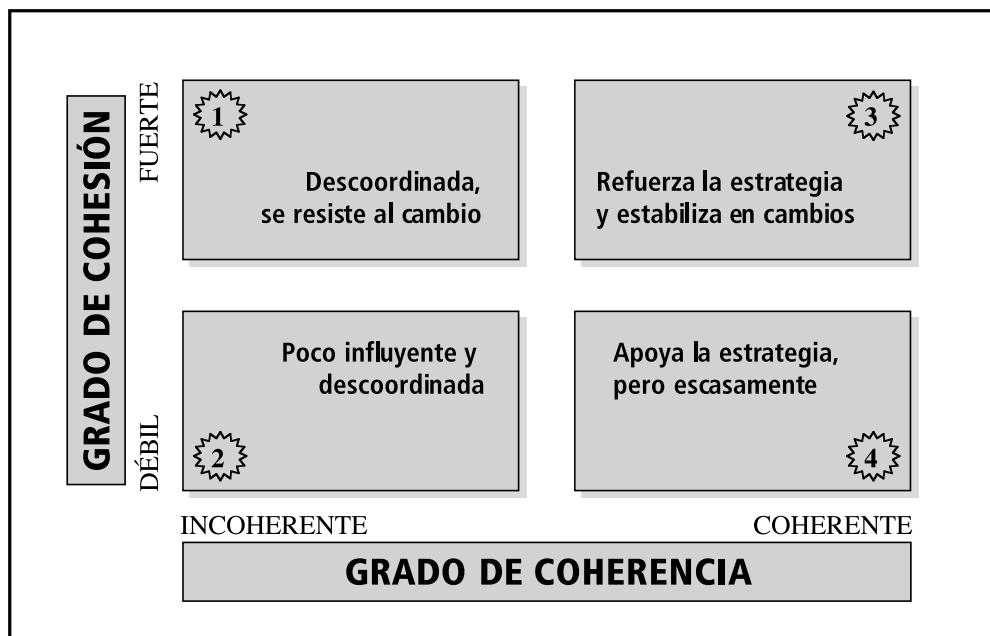 GRADO DE COHESIÓN
FUERTE
DÉBIL
1
Descoordinada,
se resiste al cambio
3
Refuerza la estrategia
y estabiliza en cambios
Poco influyente y
descoordinada
2
Apoya la estrategia,
pero escasamente
4
INCOHERENTE
COHERENTE
GRADO DE COHERENCIA